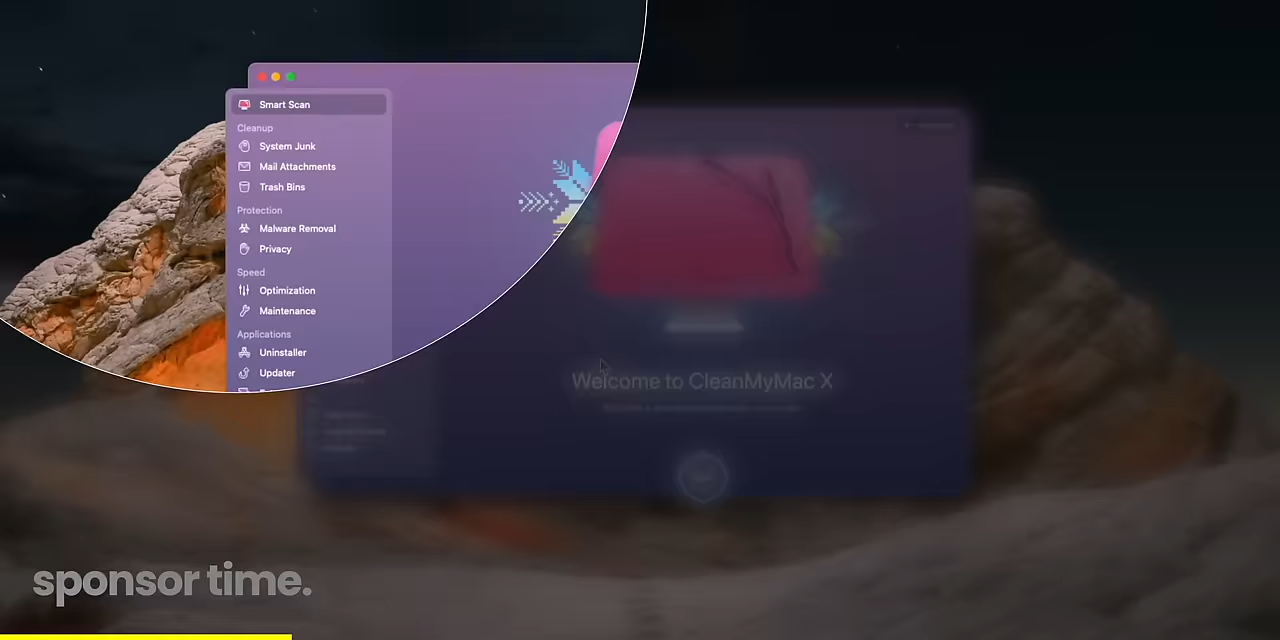 Smart Scan
Cleanup
System Junk
Mail Attachments
Trash Bins
Protection
Malware Removal
Privacy
Speed
Optimization
Maintenance
Applications
Uninstaller
Updater
Welcome to CleanMyMac X
sponsor time.